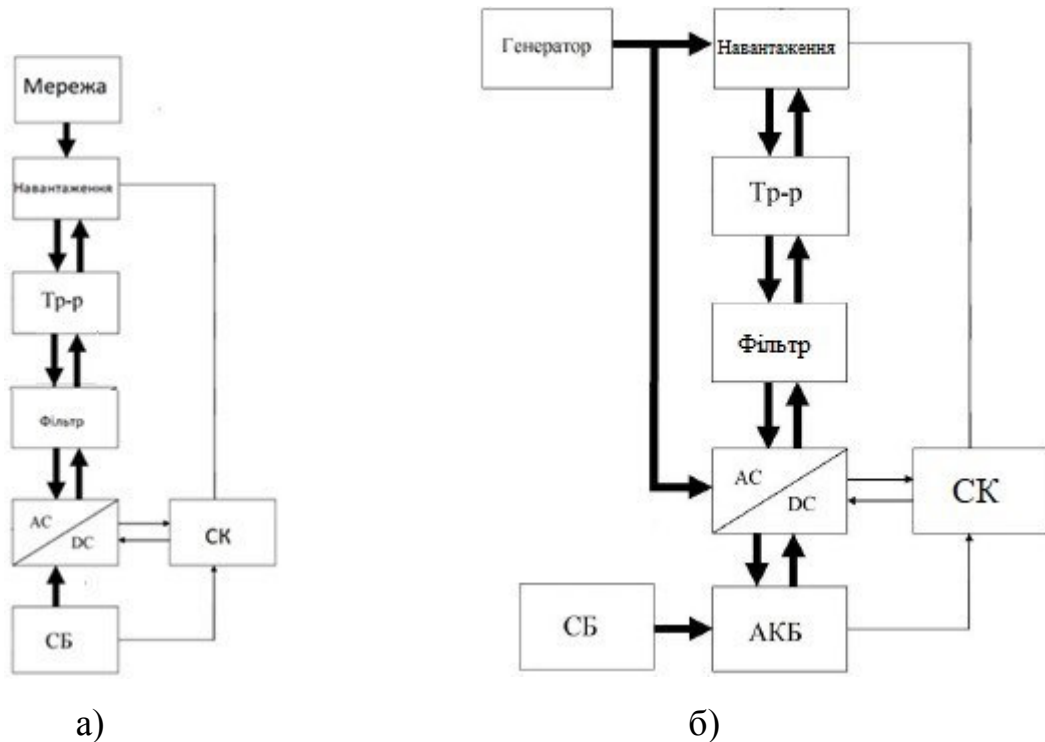 Мережа
Навантаження
Тр-р
Фільтр
AC
DC
СК
СБ
а)
Генератор
Навантаження
Тр-р
Фільтр
AC
DC
СК
СБ
АКБ
б)